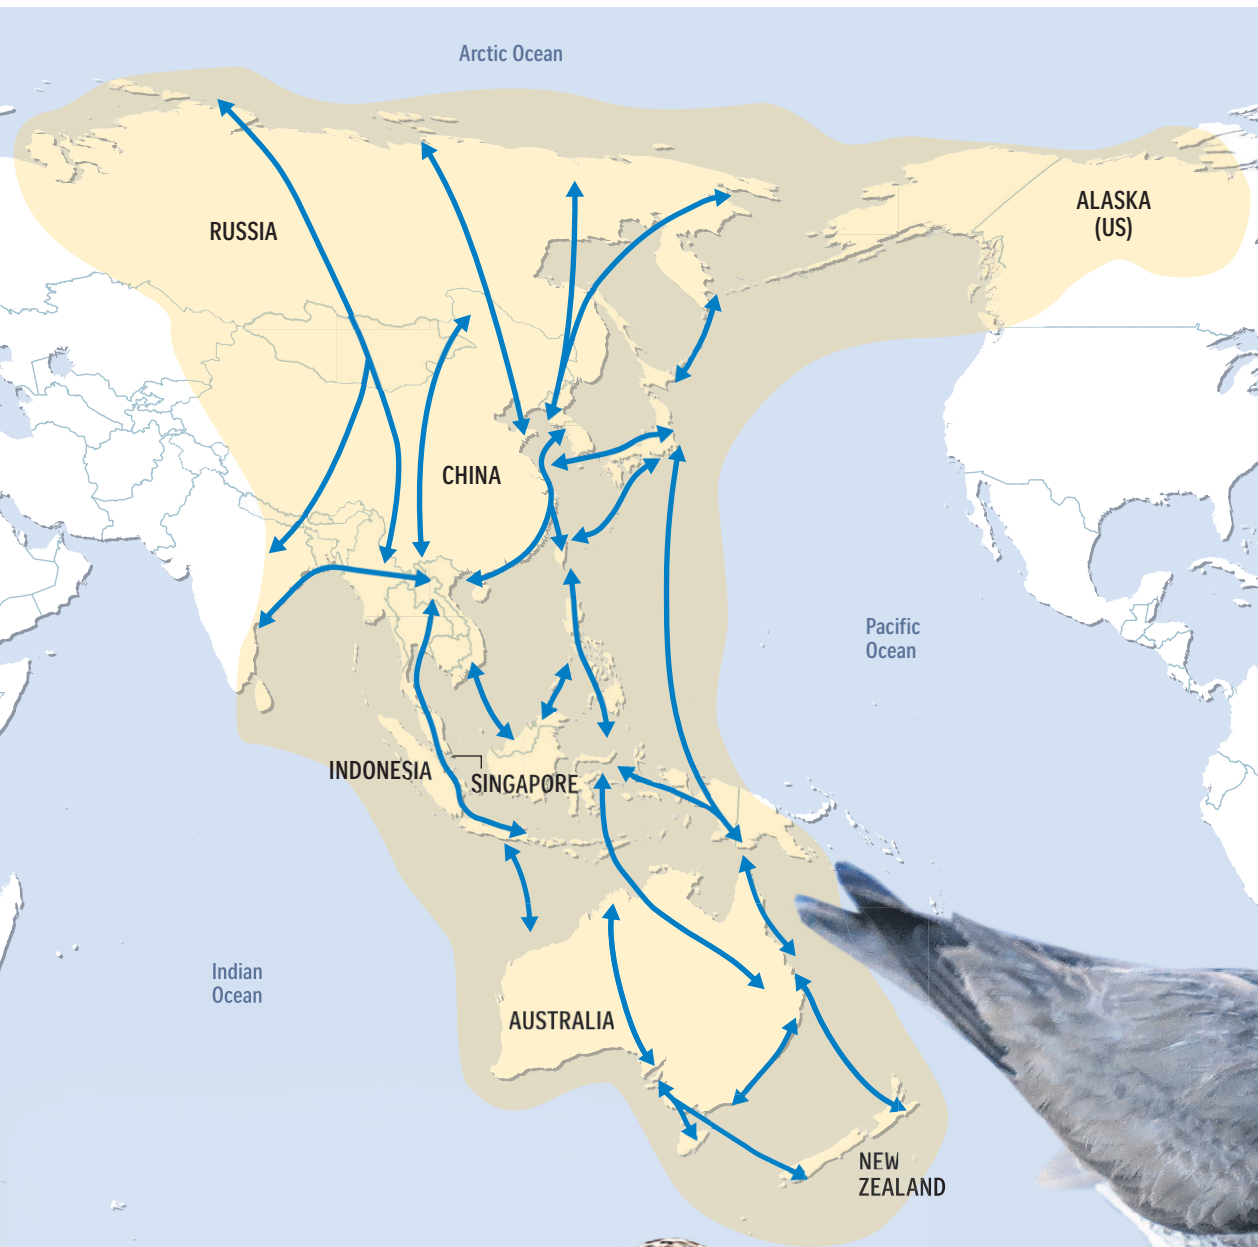 Arctic Ocean
RUSSIA
ALASKA
(US)
CHINA
Pacific
Ocean
INDONESIA
SINGAPORE
Indian
Ocean
AUSTRALIA
NEW
ZEALAND